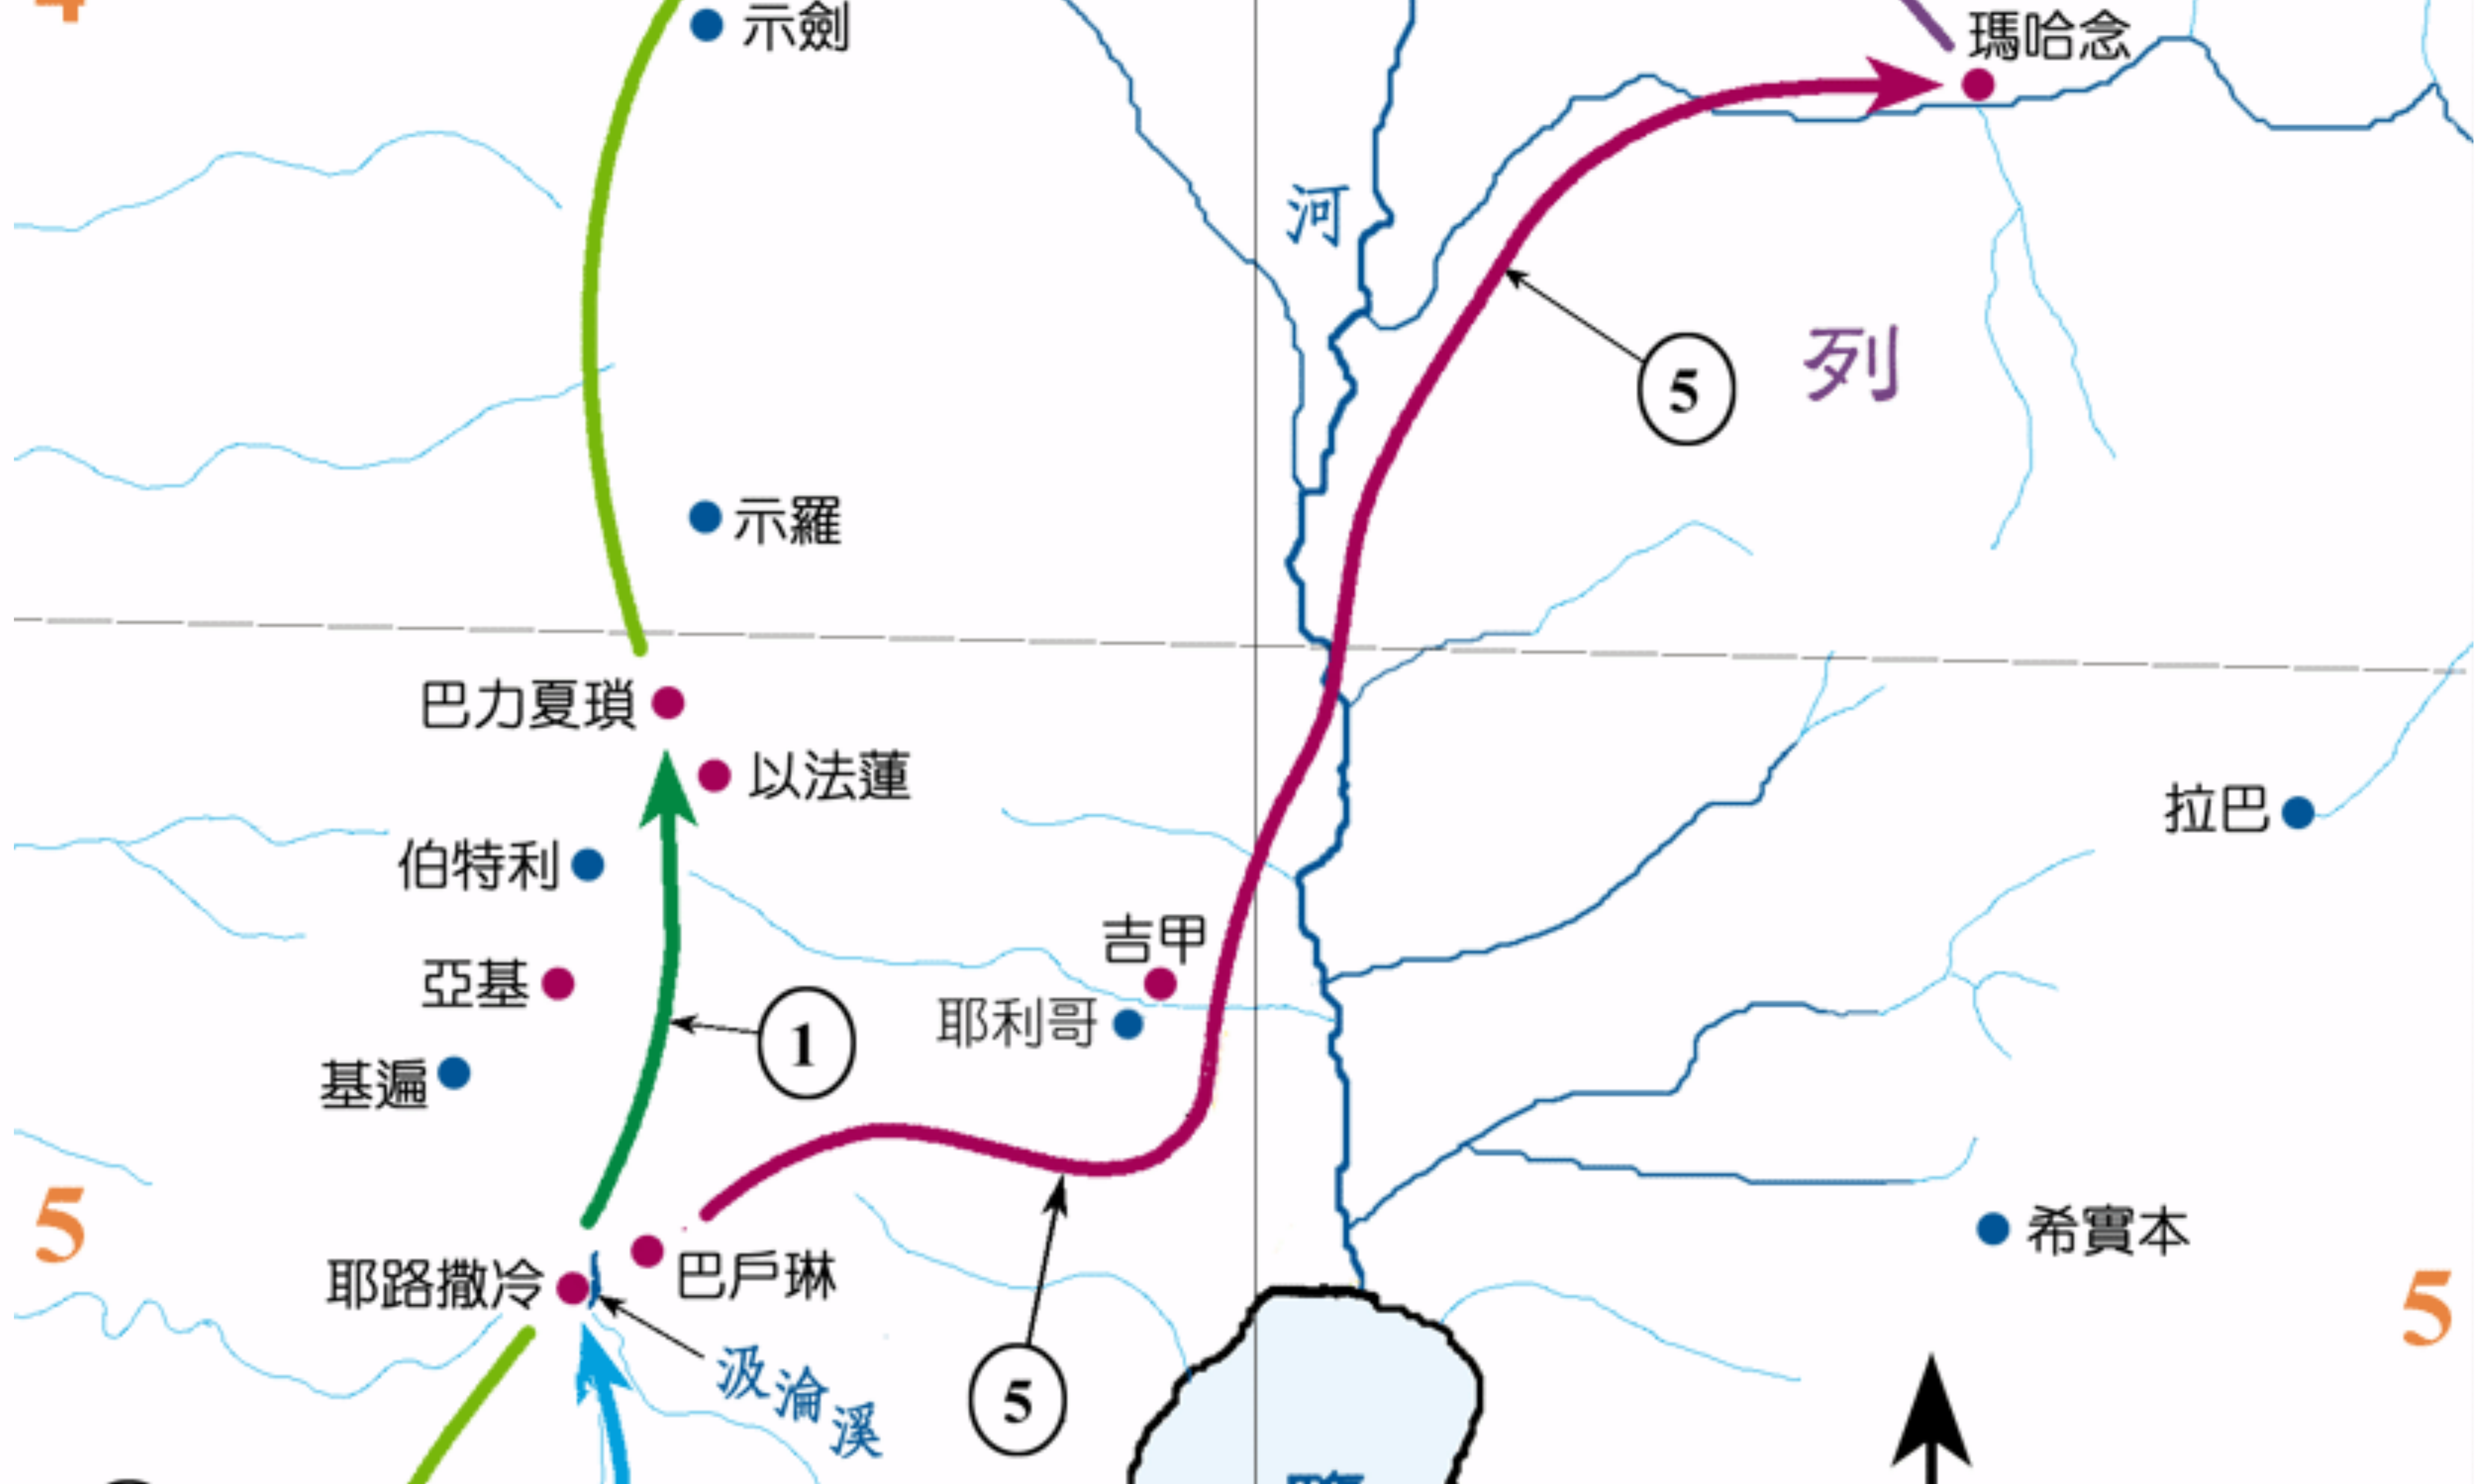 示劍
瑪哈念
河
5
列
示羅
巴力夏瑣
以法蓮
拉巴
伯特利
吉甲
亞基
耶利哥
1
基遍
5
希實本
巴戶琳
耶路撒冷
5
汲淪溪
5